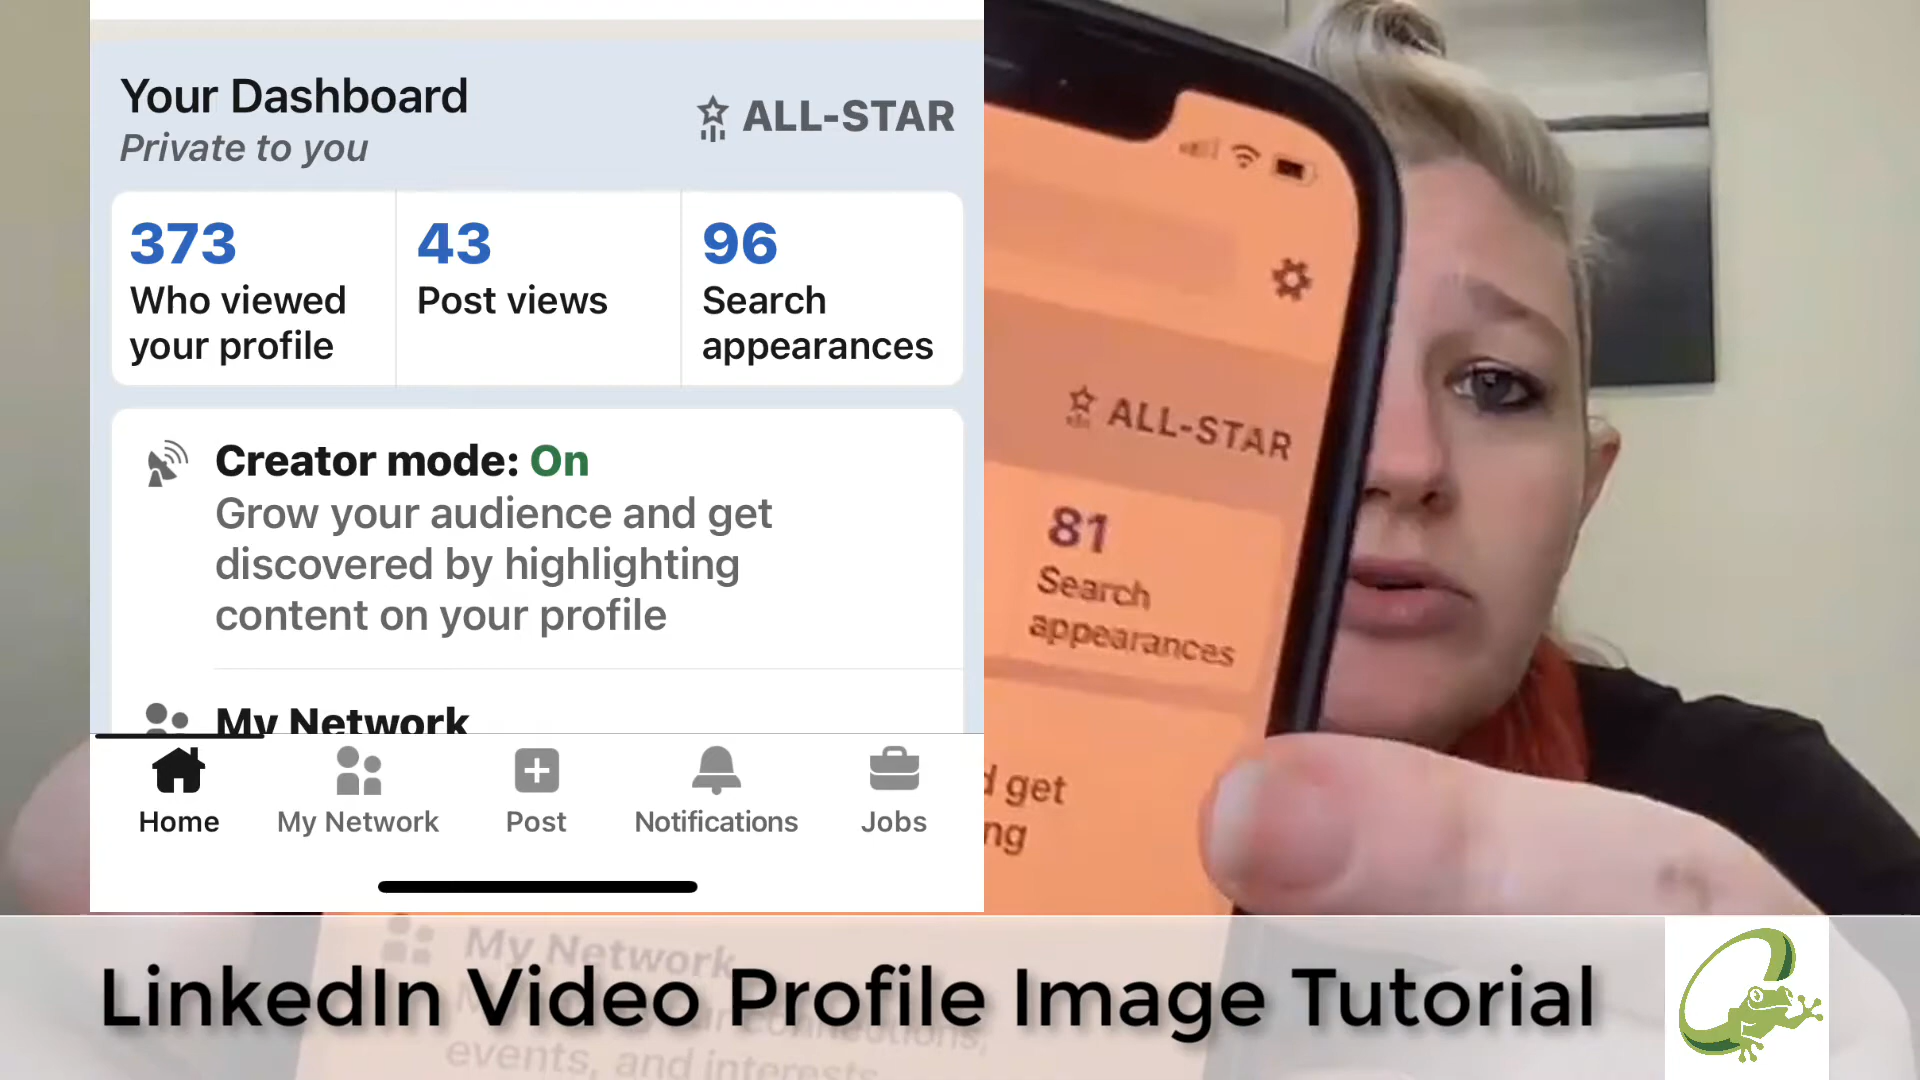 Your Dashboard
Private to you
ALL-STAR
373
Who viewed
your profile
43
Post views
96
Search
appearances
Creator mode: On
Grow your audience and get
discovered by highlighting
content on your profile
My Network
Home
My Network
Post
Notifications
Jobs
ALL-STAR
81
Search
appearances
get
ng
My Network
connections,
events, and interests
LinkedIn Video Profile Image Tutorial